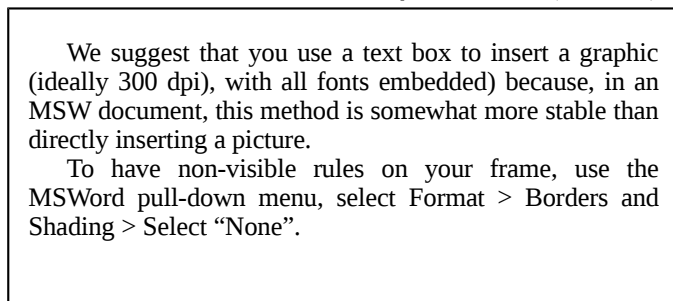 We suggest that you use a text box to insert a graphic
(ideally 300 dpi), with all fonts embedded) because, in an
MSW document, this method is somewhat more stable than
directly inserting a picture.
To have non-visible rules on your frame, use the
MSWord pull-down menu, select Format > Borders and
Shading > Select “None”.